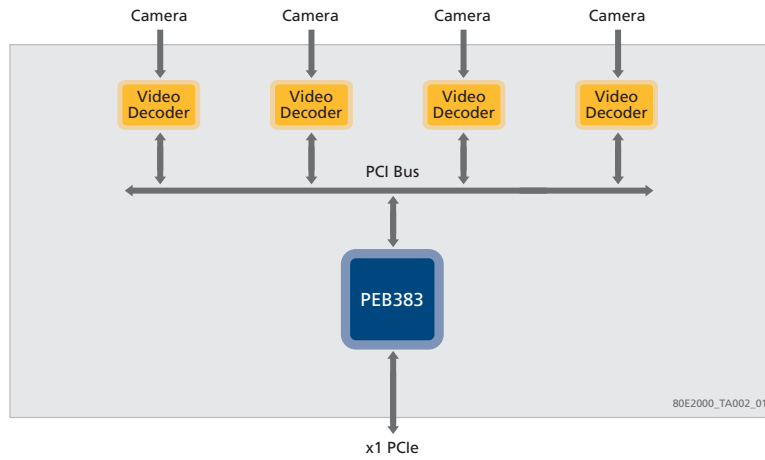 Camera Camera Camera Camera
Video Decoder Video Decoder Video Decoder Video Decoder
PCI Bus
PEB383
80E2000_TA002_01
x1 PCIe